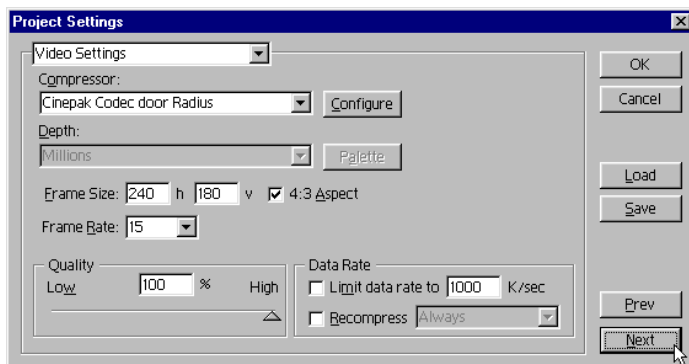 Project Settings
Video Settings
OK
Compressor:
Cinepak Codec door Radius
Configure
Cancel
Depth:
Millions
Palette
Frame Size: 240 h 180 v 4:3 Aspect
Load
Frame Rate: 15
Save
Quality
Low 100 % High
Data Rate
Limit data rate to 1000 K/sec
Recompress Always
Prev
Next